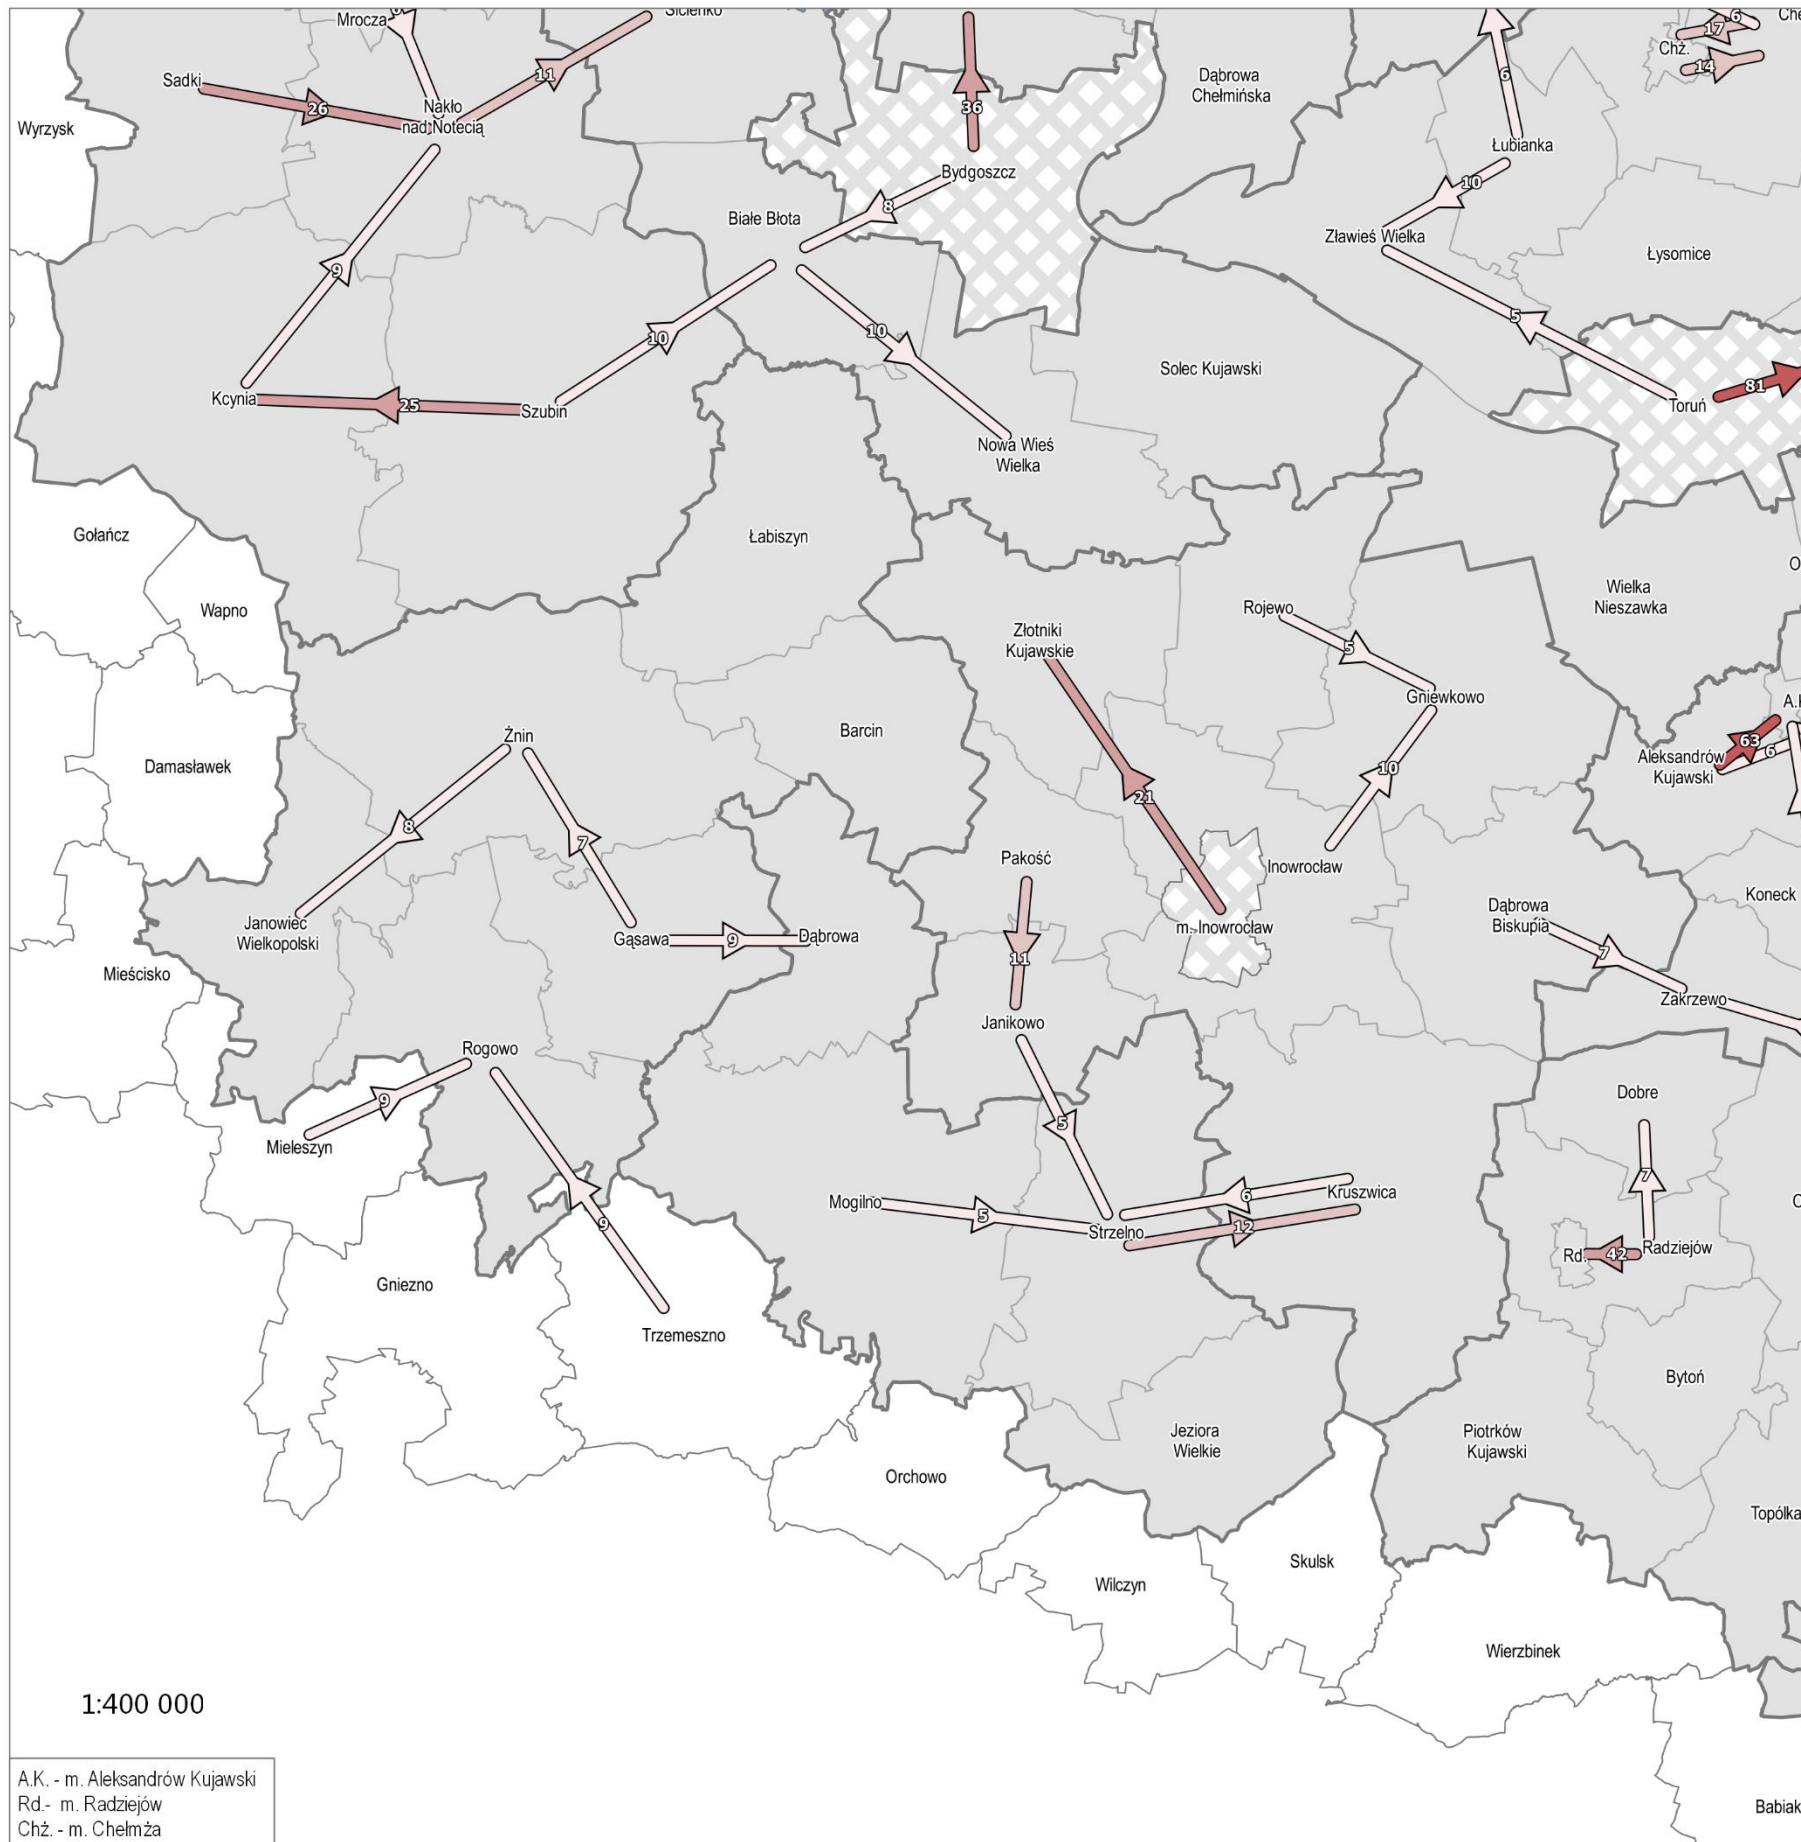 Mrocza
6
Sicienko
6
17
Chż.
14
Sadki
26
11
Nakło
nad Notecią
Wyrzysk
36
Dąbrowa
Chełmińska
6
Łubianka
Bydgoszcz
10
8
Białe Błota
Zławieś Wielka
Łysomice
9
10
10
5
Solec Kujawski
81
Kcynia
25
Szubin
Toruń
Nowa Wieś
Wielka
Gołańcz
Łabiszyn
Wapno
Wielka
Nieszawka
Rojewo
Złotniki
Kujawskie
5
Gniewkowo
Żnin
Barcin
63
6
Aleksandrów
Kujawski
Damasławek
10
21
8
7
Pakość
Inowrocław
Koneck
Dąbrowa
Biskupia
m. Inowrocław
Janowiec
Wielkopolski
Gąsawa
9
Dąbrowa
7
11
Mieścisko
Zakrzewo
Janikowo
Rogowo
9
Mieleszyn
5
Dobre
7
6
Kruszwica
Mogilno
5
Strzelno
12
9
Rd.
42
Radziejów
Gniezno
Trzemeszno
Bytoń
Jeziora
Wielkie
Piotrków
Kujawski
Orchowo
Topólka
Skulsk
Wilczyn
Wierzbinek
1:400 000
A.K. - m. Aleksandrów Kujawski
Rd.- m. Radziejów
Chż. - m. Chełmża
Babiak